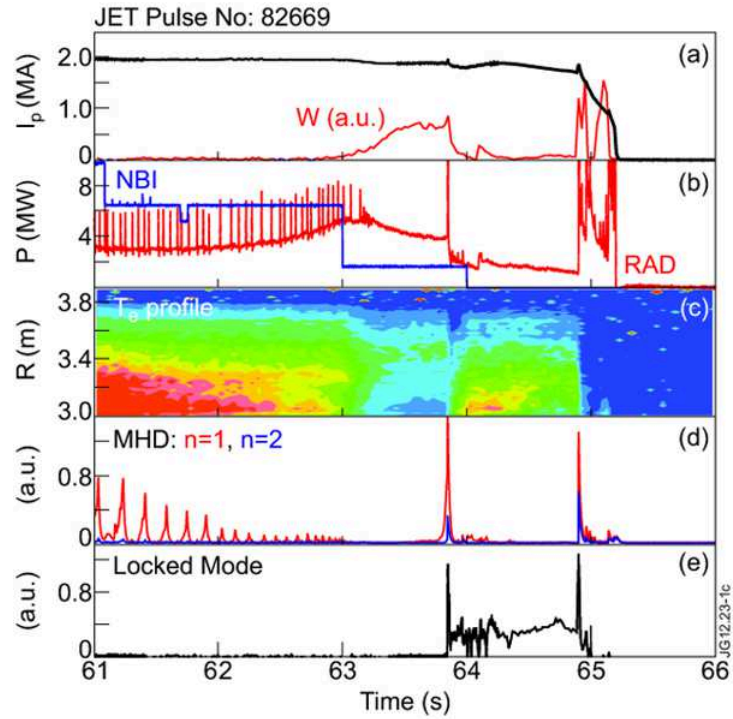 JET Pulse No: 82669
2.0
1.0
0
Ip (MA)
W (a.u.)
(a)
8
4
P (MW)
NBI
(b)
RAD
3.8
3.4
3.0
R (m)
Te profile
(c)
0.8
0
(a.u.)
MHD: n=1, n=2
(d)
0.8
0
(a.u.)
Locked Mode
(e)
61 62 63 64 65 66
Time (s)
JG12.23-1c